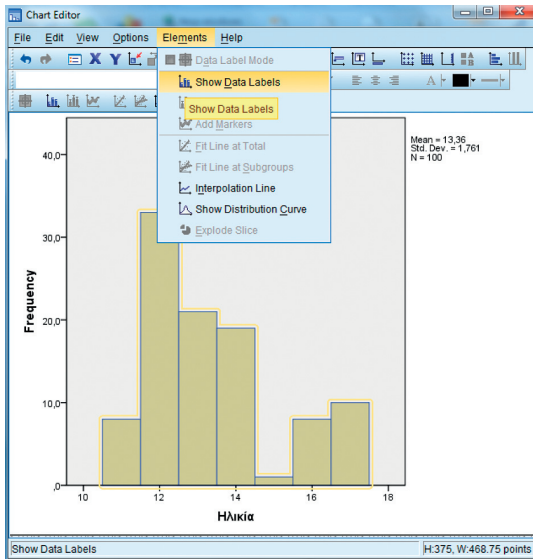 Chart Editor
File Edit View Options Elements Help
Data Label Mode
Show Data Labels
Show Data Labels
Add Markers
Fit Line at Total
Fit Line at Subgroups
Interpolation Line
Show Distribution Curve
Explode Slice
Mean = 13,36
Std. Dev. = 1,761
N = 100
40,0
30,0
20,0
10,0
,0
Frequency
10 12 14 16 18
Ηλικία
Show Data Labels H:375, W:468.75 points